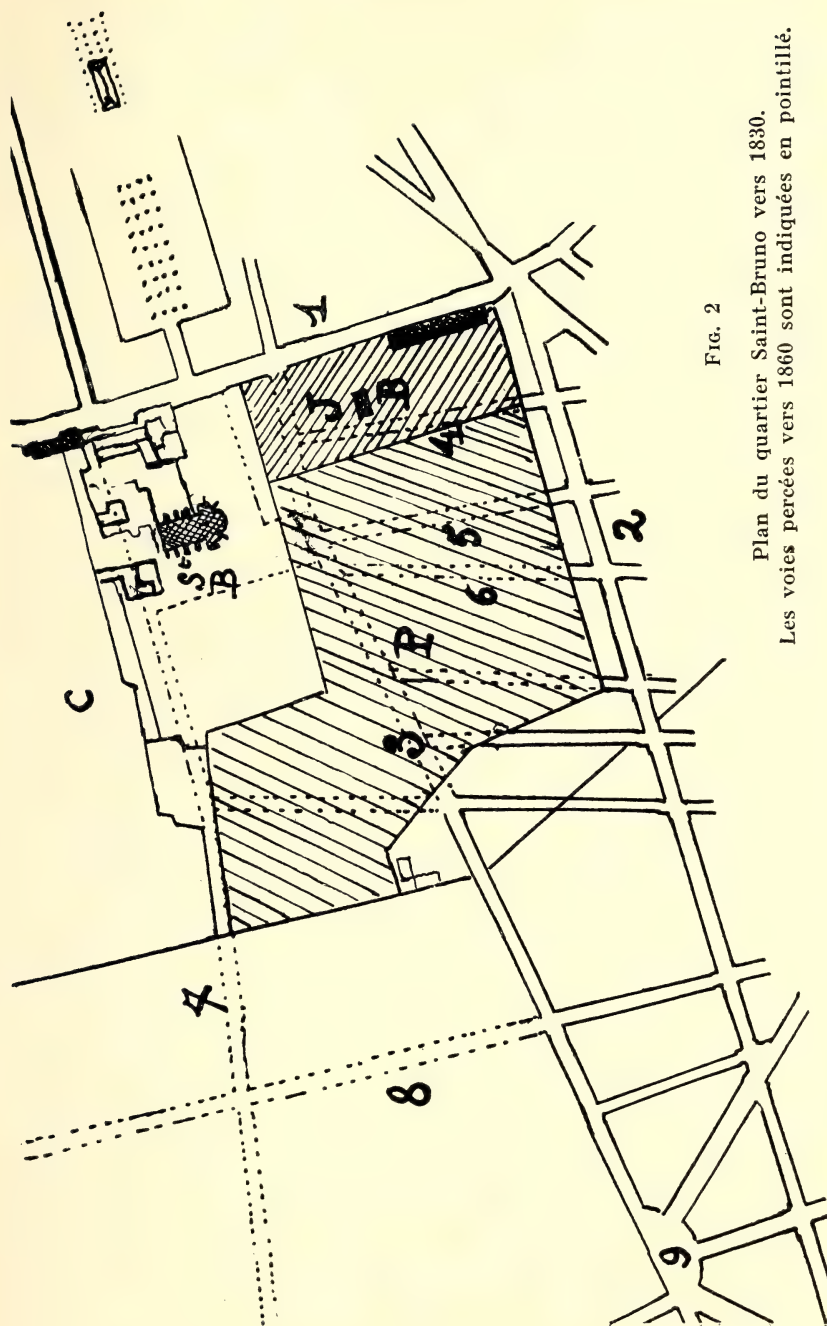 C
St
B
J B
P
1
2
3
4
5
6
7
8
9
FIG. 2
Plan du quartier Saint-Bruno vers 1830.
Les voies percées vers 1860 sont indiquées en pointillé.